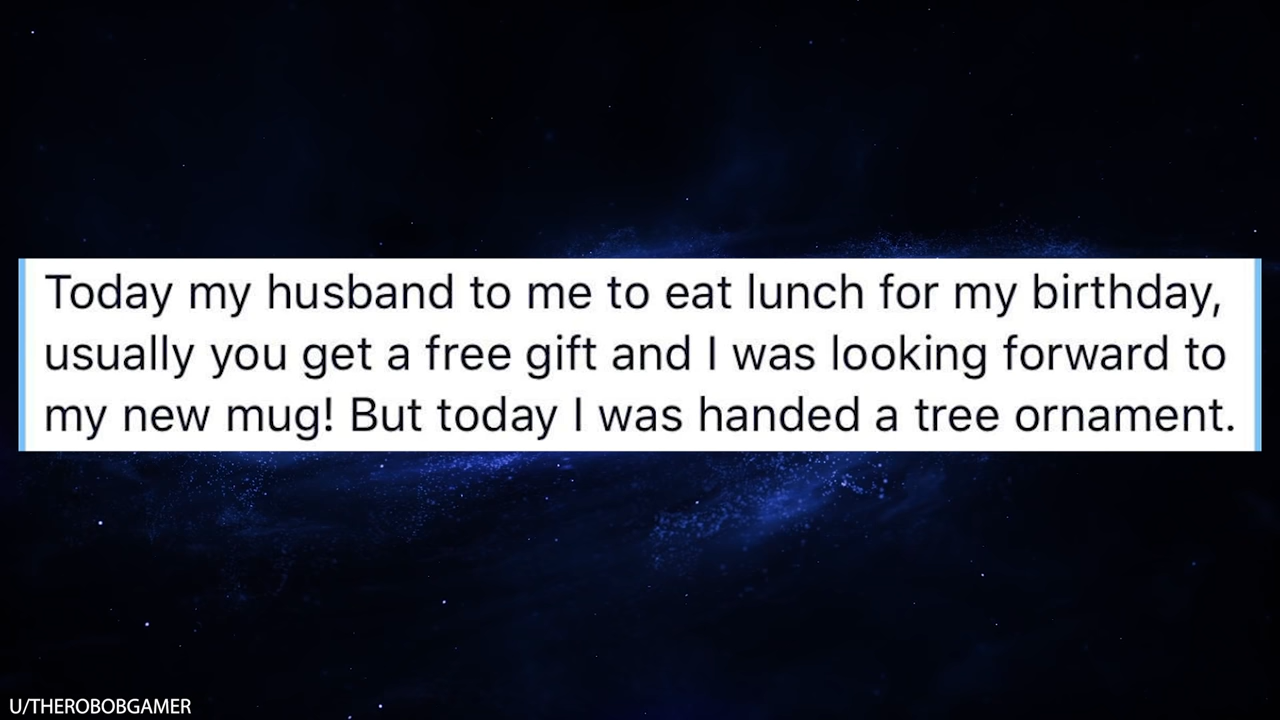 Today my husband to me to eat lunch for my birthday,
usually you get a free gift and I was looking forward to
my new mug! But today I was handed a tree ornament.
U/THEROBOBGAMER